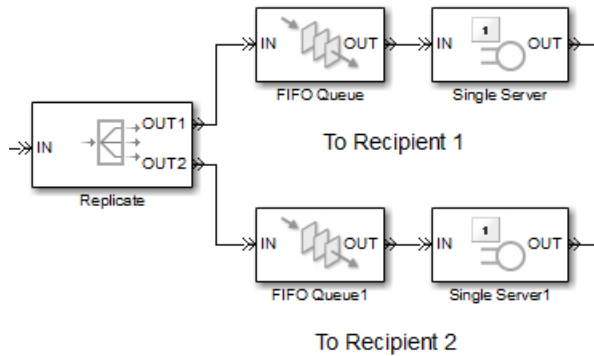 IN OUT
FIFO Queue
1
IN OUT
Single Server
IN OUT1
OUT2
Replicate
To Recipient 1
IN OUT
FIFO Queue1
1
IN OUT
Single Server1
To Recipient 2